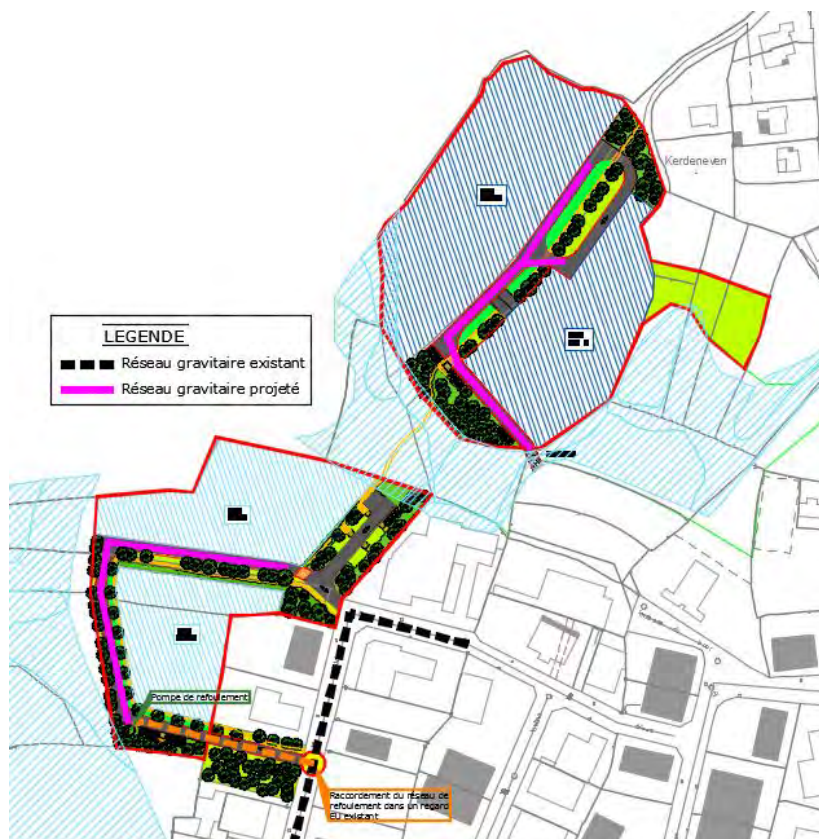 Kerdeneven
LEGENDE
Réseau gravitaire existant
Réseau gravitaire projeté
Pompe de refoulement
Raccordement du réseau de
refoulement dans un regard
EU existant